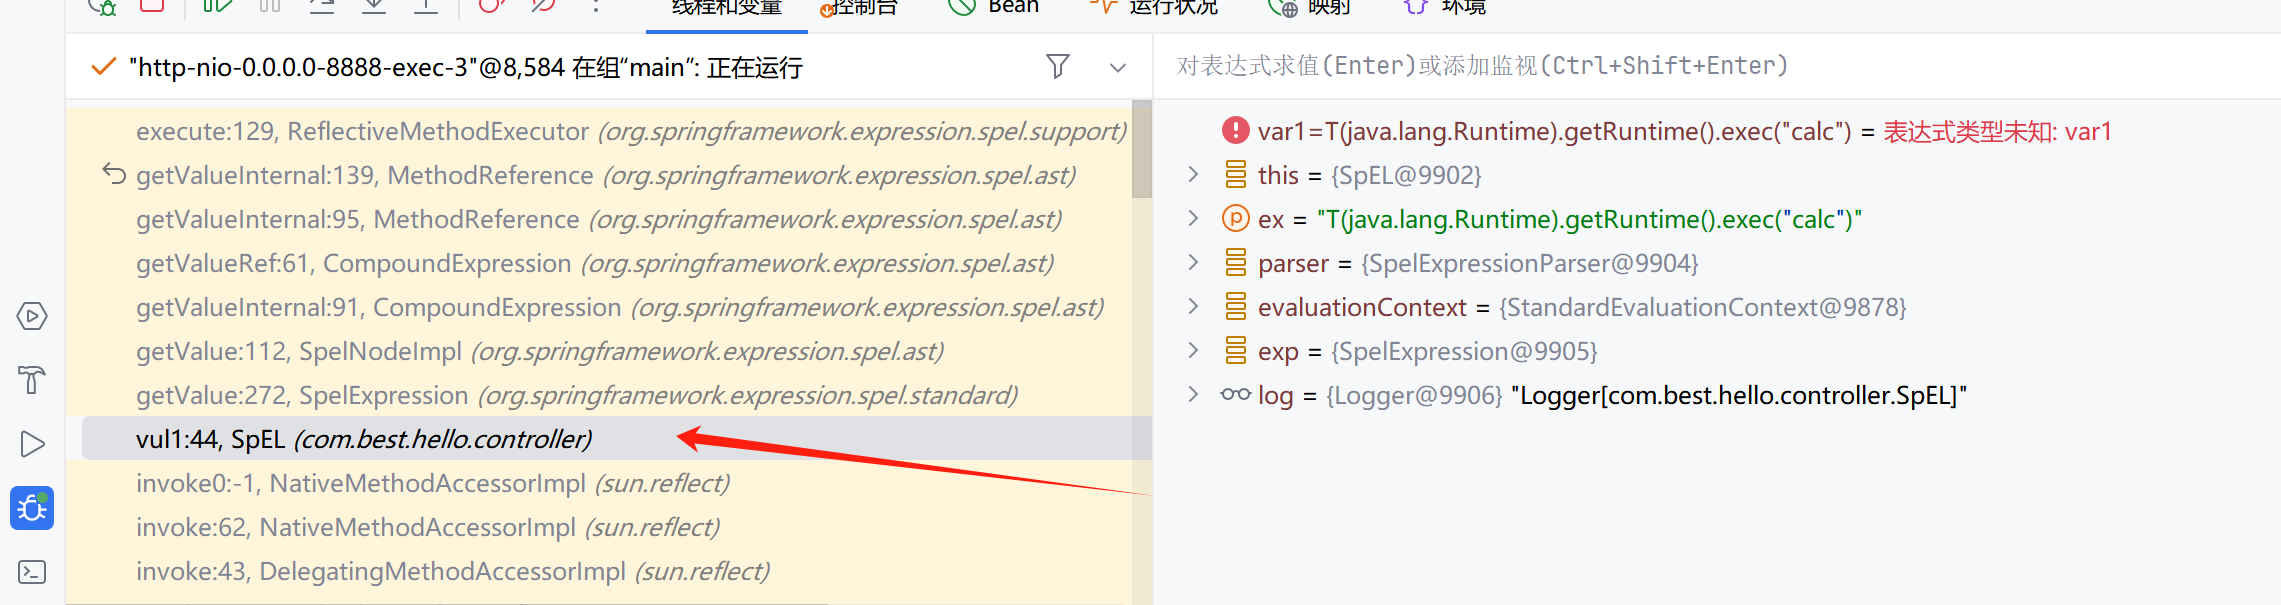 线程和变量 控制台 Bean 运行状况 映射 环境
"http-nio-0.0.0.0-8888-exec-3"@8,584 在组“main”: 正在运行
对表达式求值(Enter)或添加监视(Ctrl+Shift+Enter)
execute:129, ReflectiveMethodExecutor (org.springframework.expression.spel.support)
getValueInternal:139, MethodReference (org.springframework.expression.spel.ast)
getValueInternal:95, MethodReference (org.springframework.expression.spel.ast)
getValueRef:61, CompoundExpression (org.springframework.expression.spel.ast)
getValueInternal:91, CompoundExpression (org.springframework.expression.spel.ast)
getValue:112, SpelNodeImpl (org.springframework.expression.spel.ast)
getValue:272, SpelExpression (org.springframework.expression.spel.standard)
vul1:44, SpEL (com.best.hello.controller)
invoke0:-1, NativeMethodAccessorImpl (sun.reflect)
invoke:62, NativeMethodAccessorImpl (sun.reflect)
invoke:43, DelegatingMethodAccessorImpl (sun.reflect)
var1=T(java.lang.Runtime).getRuntime().exec("calc") = 表达式类型未知: var1
this = {SpEL@9902}
ex = "T(java.lang.Runtime).getRuntime().exec("calc")"
parser = {SpelExpressionParser@9904}
evaluationContext = {StandardEvaluationContext@9878}
exp = {SpelExpression@9905}
log = {Logger@9906} "Logger[com.best.hello.controller.SpEL]"